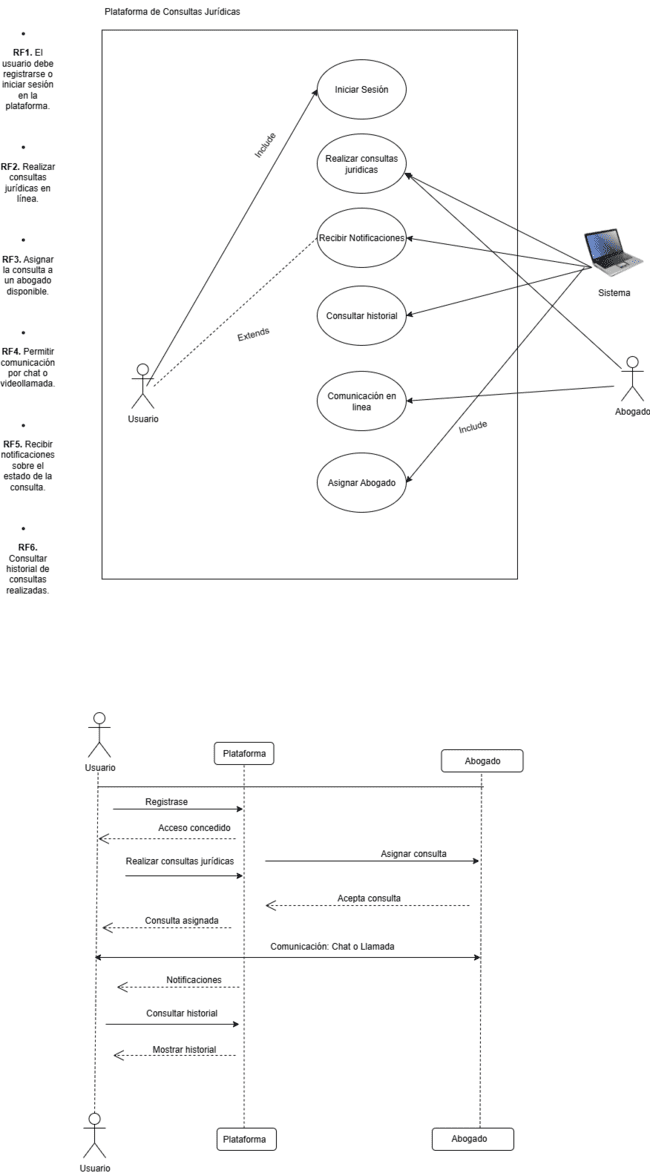 Plataforma de Consultas Jurídicas
RF1. El
usuario debe
registrarse o
iniciar sesión
en la
plataforma.
RF2. Realizar
consultas
jurídicas en
línea.
RF3. Asignar
la consulta a
un abogado
disponible.
RF4. Permitir
comunicación
por chat o
videollamada.
RF5. Recibir
notificaciones
sobre el
estado de la
consulta.
RF6.
Consultar
historial de
consultas
realizadas.
Iniciar Sesión
Include
Realizar consultas
juridicas
Recibir Notificaciones
Sistema
Consultar historial
Extends
Usuario
Comunicación en
linea
Abogado
Include
Asignar Abogado
Usuario
Plataforma
Abogado
Registrase
Acceso concedido
Asignar consulta
Realizar consultas jurídicas
Acepta consulta
Consulta asignada
Comunicación: Chat o Llamada
Notificaciones
Consultar historial
Mostrar historial
Usuario
Plataforma
Abogado